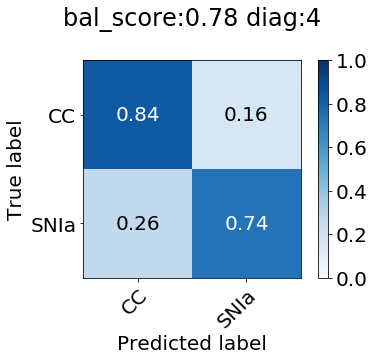 bal_score:0.78 diag:4
1.0
0.8
0.6
0.4
0.2
0.0
True label
CC
0.84
0.16
SNIa
0.26
0.74
CC
SNIa
Predicted label